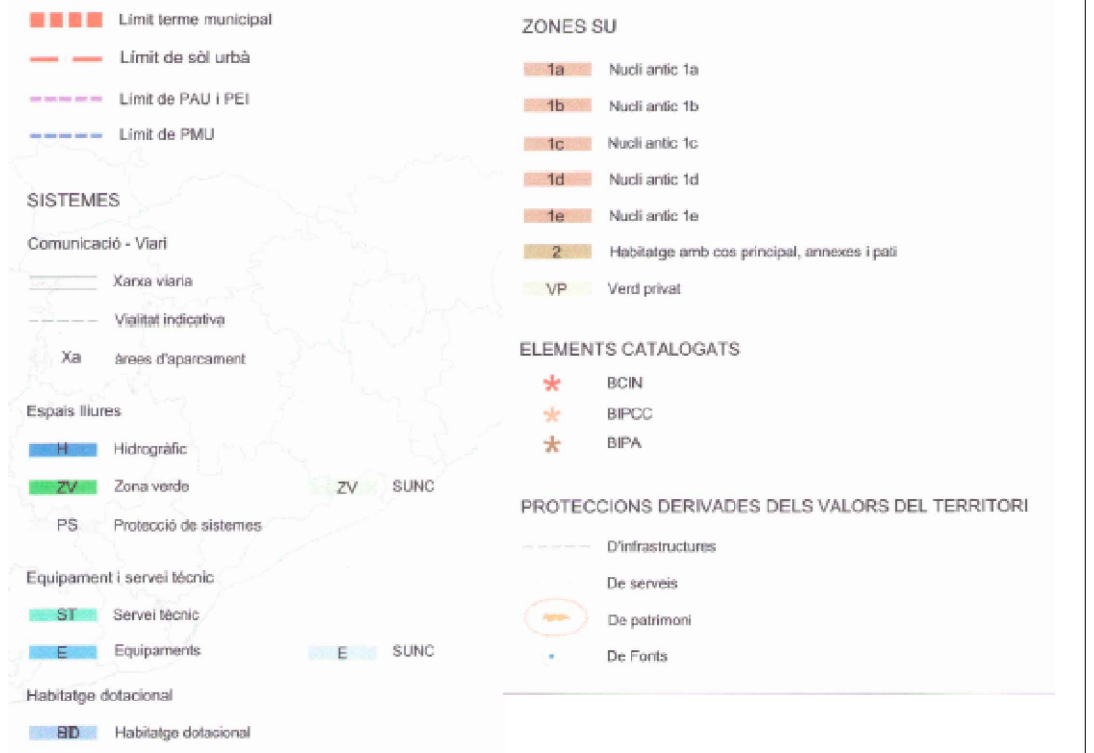 Límit terme municipal
Límit de sòl urbà
Límit de PAU i PEI
Límit de PMU
SISTEMES
Comunicació - Viari
Xarxa viaria
Vialitat indicativa
Xa àrees d'aparcament
Espais lliures
H Hidrogràfic
ZV Zona verde ZV SUNC
PS Protecció de sistemes
Equipament i servei tècnic
ST Servei tècnic
E Equipaments E SUNC
Habitatge dotacional
Habitatge dotacional
ZONES SU
1a Nucli antic 1a
1b Nucli antic 1b
1c Nucli antic 1c
1d Nucli antic 1d
1e Nucli antic 1e
2 Habitatge amb cos principal, annexes i pati
VP Verd privat
ELEMENTS CATALOGATS
BCIN
BIPCC
BIPA
PROTECCIONS DERIVADES DELS VALORS DEL TERRITORI
D'infrastructures
De serveis
De patrimoni
De Fonts